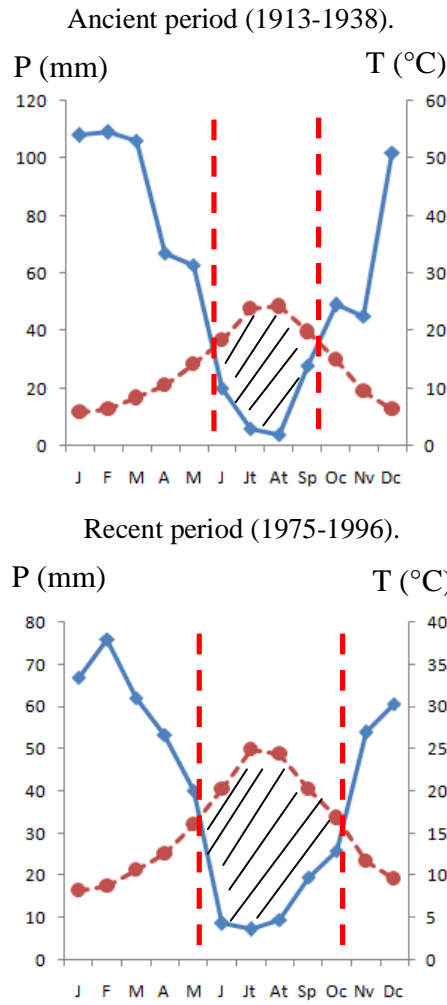 Ancient period (1913-1938).
P (mm) T (°C)
120 60
100 50
80 40
60 30
40 20
20 10
0 0
J F M A M J Jt At Sp Oc Nv Dc
Recent period (1975-1996).
P (mm) T (°C)
80 40
70 35
60 30
50 25
40 20
30 15
20 10
10 5
0 0
J F M A M J Jt At Sp Oc Nv Dc